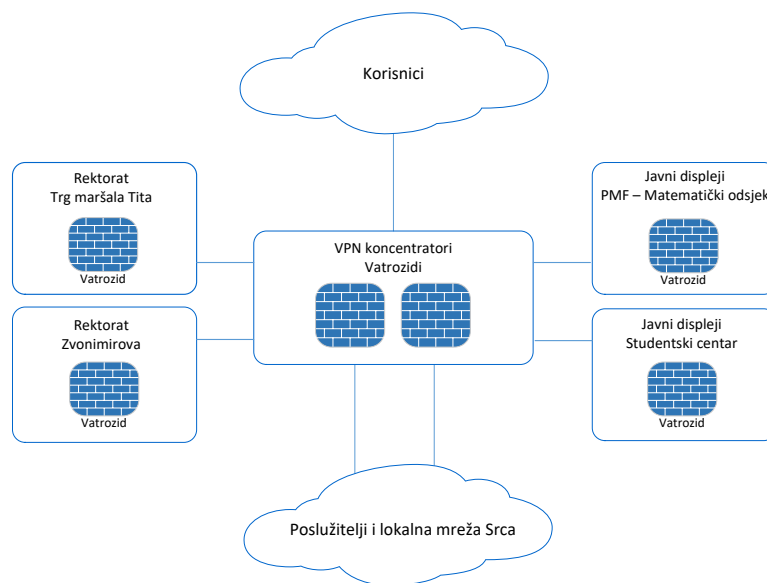 Korisnici
Rektorat
Trg maršala Tita
Vatrozid
Javni displeji
PMF – Matematički odsjek
Vatrozid
VPN koncentratori
Vatrozidi
Rektorat
Zvonimirova
Vatrozid
Javni displeji
Studentski centar
Vatrozid
Poslužitelji i lokalna mreža Srca